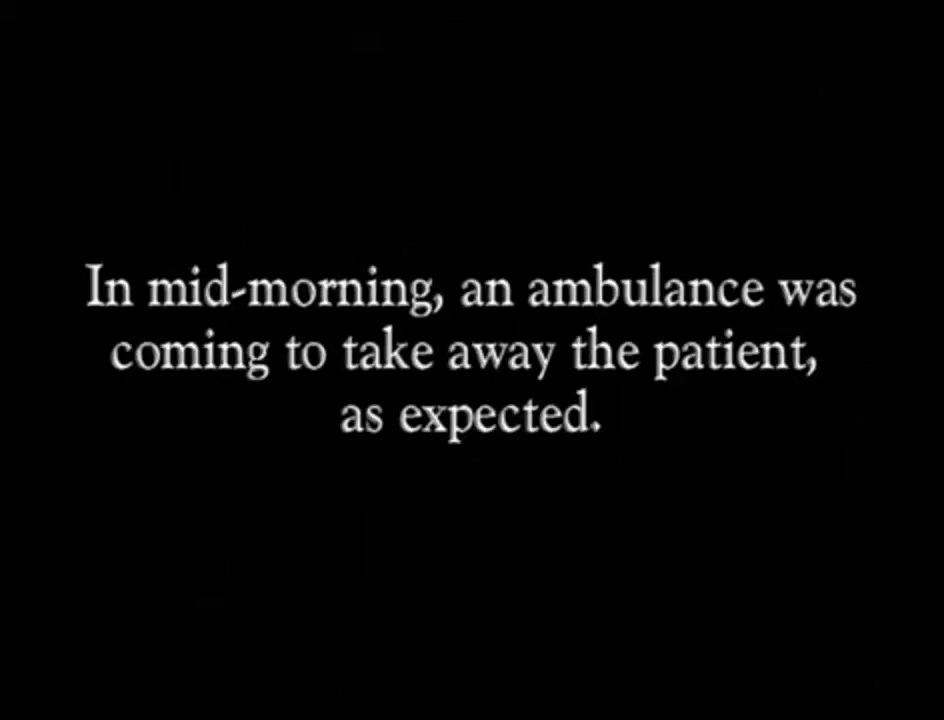 In mid-morning, an ambulance was
coming to take away the patient,
as expected.